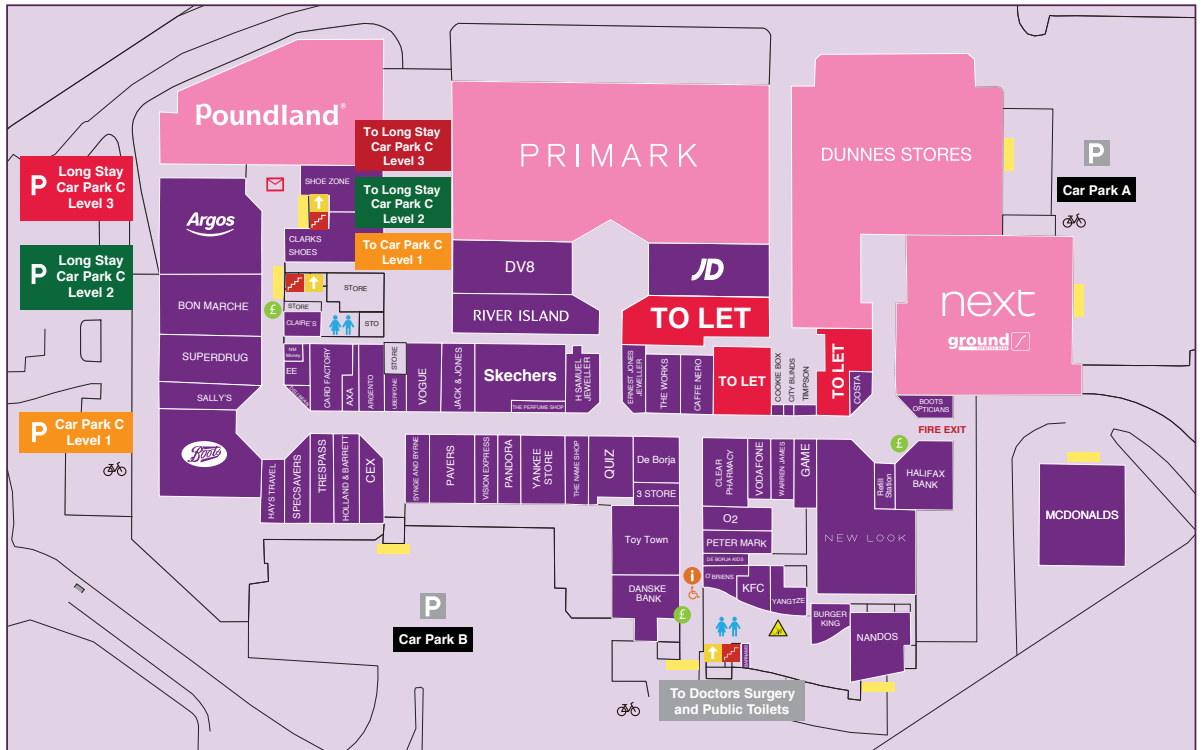 Poundland®
PRIMARK
DUNNES STORES
P
Car Park A
P
Long Stay
Car Park C
Level 3
To Long Stay
Car Park C
Level 3
SHOE ZONE
To Long Stay
Car Park C
Level 2
Argos
CLARKS
SHOES
To Car Park C
Level 1
P
Long Stay
Car Park C
Level 2
DV8
JD
next
ground
STORE
BON MARCHE
£
STORE
CLAIRE'S
STO
RIVER ISLAND
TO LET
SUPERDRUG
NM
Money
EE
CARD FACTORY
AXA
ARGENTO
STORE
UBERFONE
VOGUE
JACK & JONES
Skechers
THE PERFUME SHOP
H SAMUEL
JEWELLER
ERNEST JONES
JEWELLER
THE WORKS
CAFFE NERO
TO LET
COOKIE BOX
CITY BLINDS
TIMPSON
TO LET
COSTA
SALLY'S
BOOTS
OPTICIANS
FIRE EXIT
P
Car Park C
Level 1
Boots
£
HAYS TRAVEL
SPECSAVERS
TRESPASS
HOLLAND & BARRETT
CEX
SYNGE AND BYRNE
PAVERS
VISION EXPRESS
PANDORA
YANKEE
STORE
THE NAME SHOP
QUIZ
De Borja
3 STORE
CLEAR
PHARMACY
VODAFONE
WARREN JAMES
GAME
Refill
Station
HALIFAX
BANK
MCDONALDS
O2
PETER MARK
DE BORJA KIDS
NEW LOOK
Toy Town
i
O'BRIENS
KFC
YANGTZE
DANSKE
BANK
£
BURGER
KING
NANDOS
P
Car Park B
To Doctors Surgery
and Public Toilets